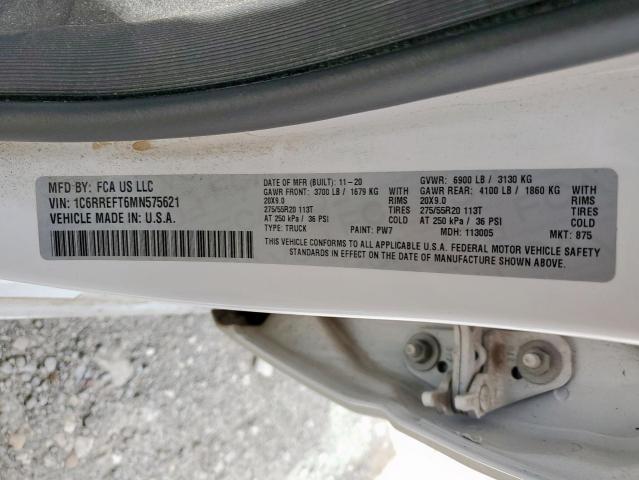 MFD BY: FCA US LLC
VIN: 1C6RREFT6MN575621
VEHICLE MADE IN U.S.A.
DATE OF MFR (BUILT): 11-20 GVWR: 6900 LB / 3130 KG
GAWR FRONT: 3700 LB / 1679 KG WITH GAWR REAR: 4100 LB / 1860 KG WITH
20X9.0 RIMS 20X9.0 RIMS
275/55R20 113T TIRES 275/55R20 113T TIRES
AT 250 kPa / 36 PSI COLD AT 250 kPa / 36 PSI COLD
TYPE: TRUCK PAINT: PW7 MDH: 113005 MKT: 875
THIS VEHICLE CONFORMS TO ALL APPLICABLE U.S.A. FEDERAL MOTOR VEHICLE SAFETY
STANDARDS IN EFFECT ON THE DATE OF MANUFACTURE SHOWN ABOVE.